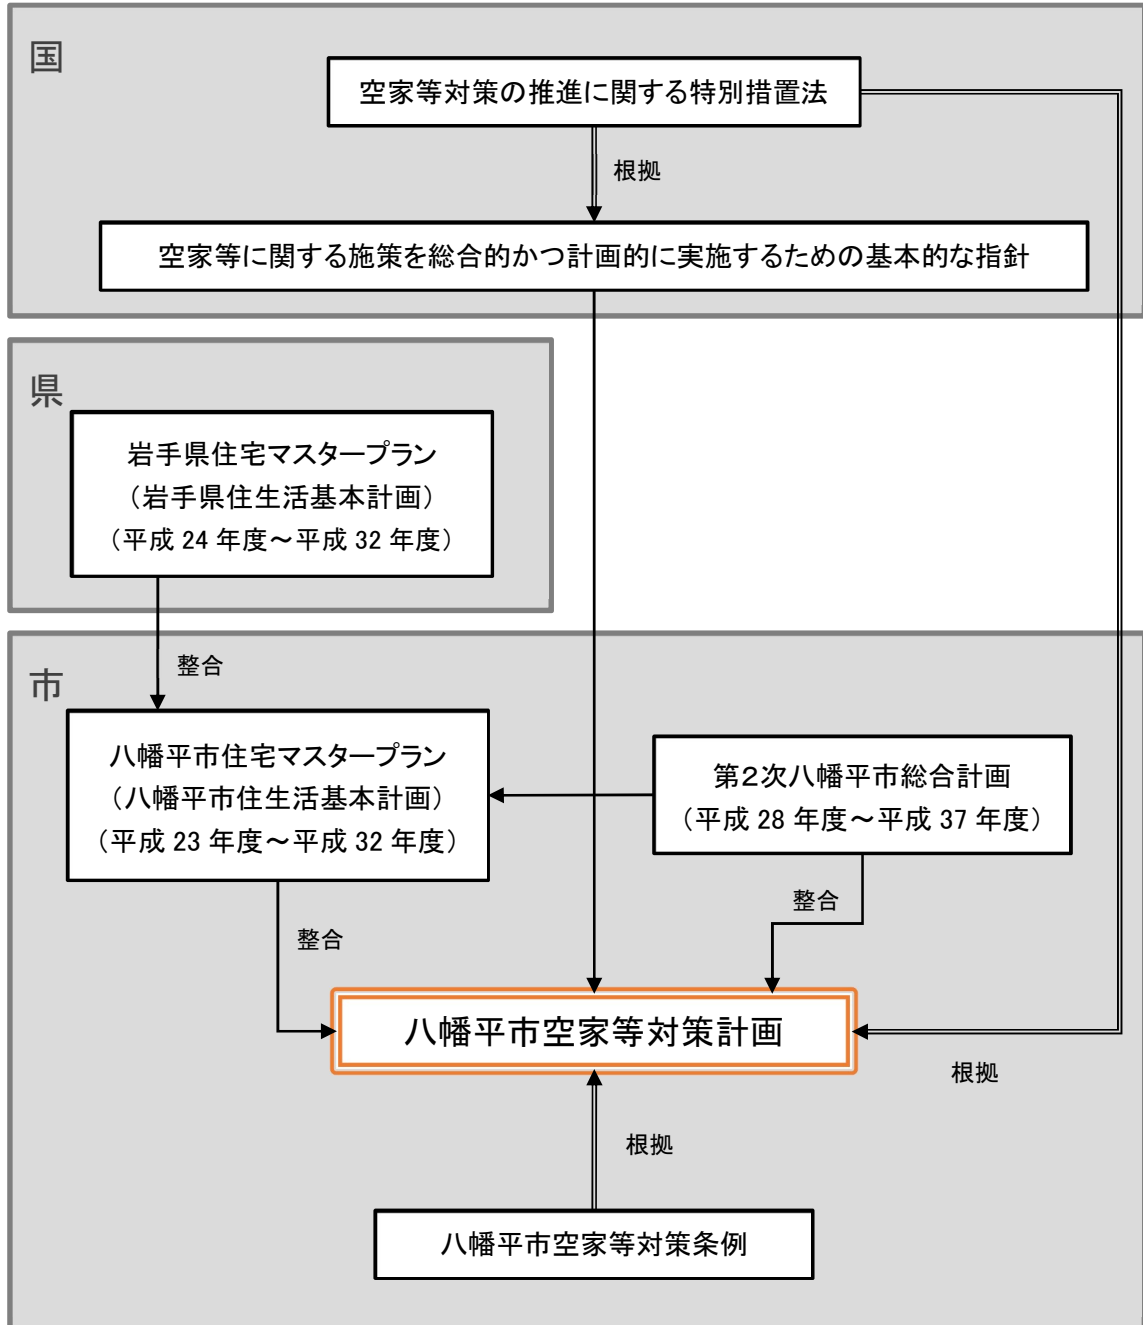 国
空家等対策の推進に関する特別措置法
根拠
空家等に関する施策を総合的かつ計画的に実施するための基本的な指針
県
岩手県住宅マスタープラン
（岩手県住生活基本計画）
（平成 24 年度～平成 32 年度）
整合
市
八幡平市住宅マスタープラン
（八幡平市住生活基本計画）
（平成 23 年度～平成 32 年度）
第２次八幡平市総合計画
（平成 28 年度～平成 37 年度）
整合
整合
八幡平市空家等対策計画
根拠
根拠
八幡平市空家等対策条例